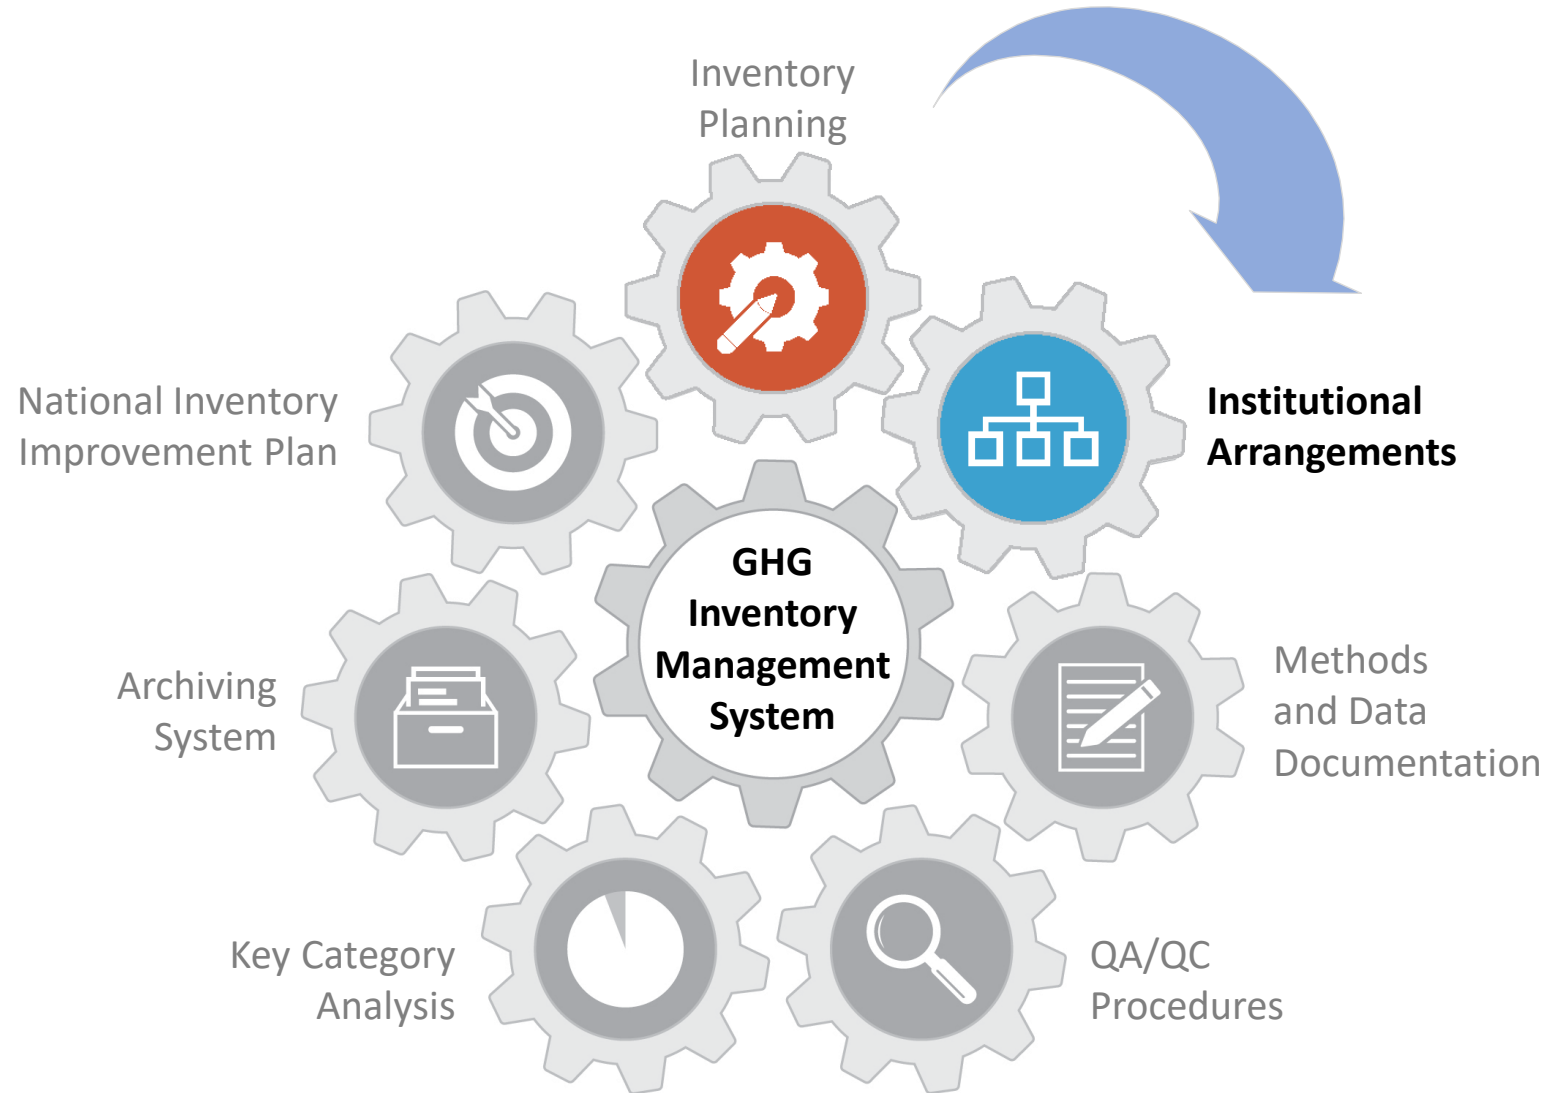 Inventory
Planning
Institutional
Arrangements
Methods
and Data
Documentation
QA/QC
Procedures
Key Category
Analysis
Archiving
System
National Inventory
Improvement Plan
GHG
Inventory
Management
System